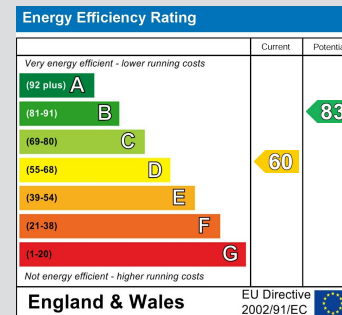 Energy Efficiency Rating
Current Potentia
Very energy efficient - lower running costs
(92 plus) A
(81-91) B
83
(69-80) C
(55-68) D
60
(39-54) E
(21-38) F
(1-20) G
Not energy efficient - higher running costs
England & Wales
EU Directive
2002/91/EC